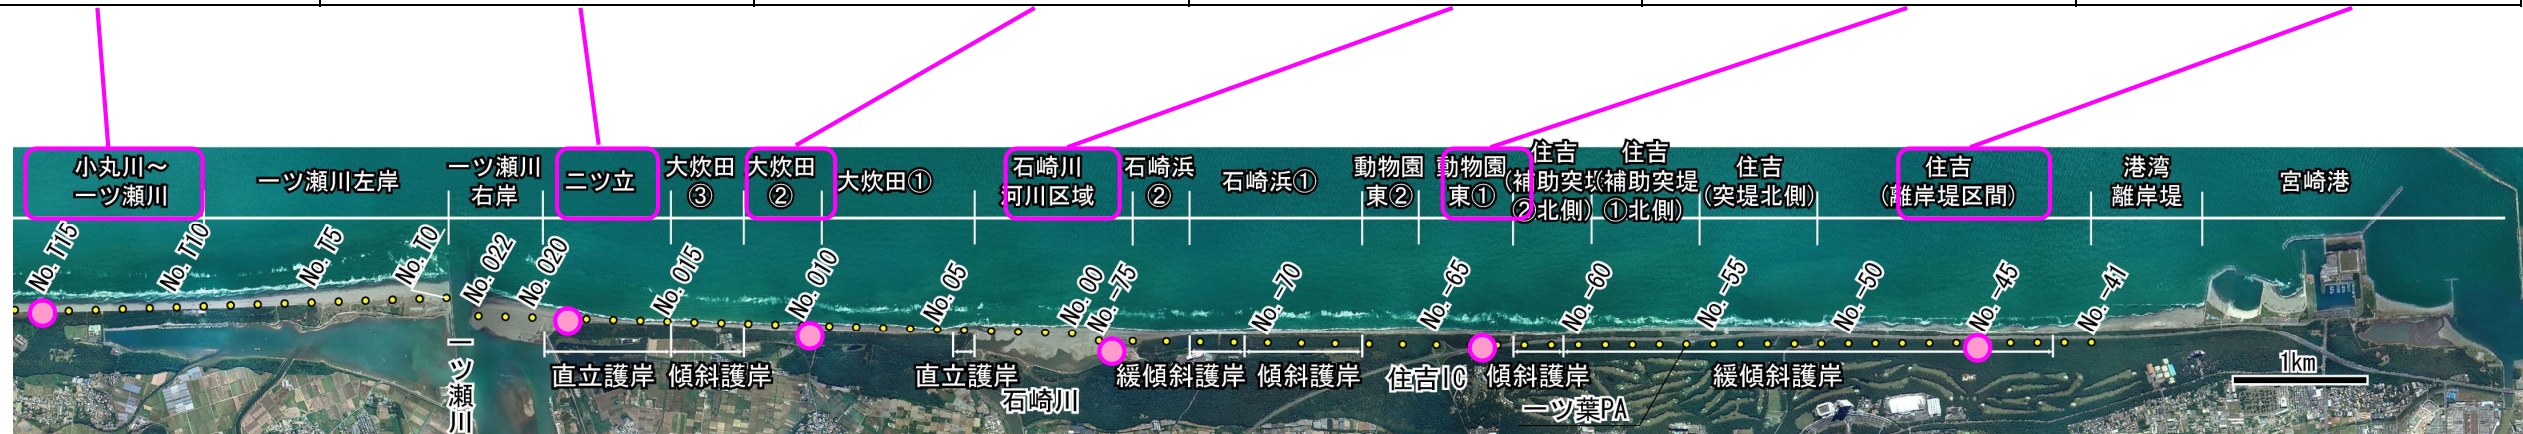 小丸川～
一ツ瀬川
一ツ瀬川左岸
一ツ瀬川
右岸
二ツ立
大炊田
③
大炊田
②
大炊田①
石崎川
河川区域
石崎浜
②
石崎浜①
動物園
東②
動物園
東①
住吉
(補助突堤
②北側)
住吉
(補助突堤
①北側)
住吉
(突堤北側)
住吉
(離岸堤区間)
港湾
離岸堤
宮崎港
No. T15
No. T10
No. T5
No. T0
No. 022
No. 020
No. 015
No. 010
No. 05
No. 00
No. -75
No. -70
No. -65
No. -60
No. -55
No. -50
No. -45
No. -41
一ツ瀬川
直立護岸
傾斜護岸
直立護岸
石崎川
緩傾斜護岸
傾斜護岸
住吉IC
傾斜護岸
一ツ葉PA
緩傾斜護岸
1km